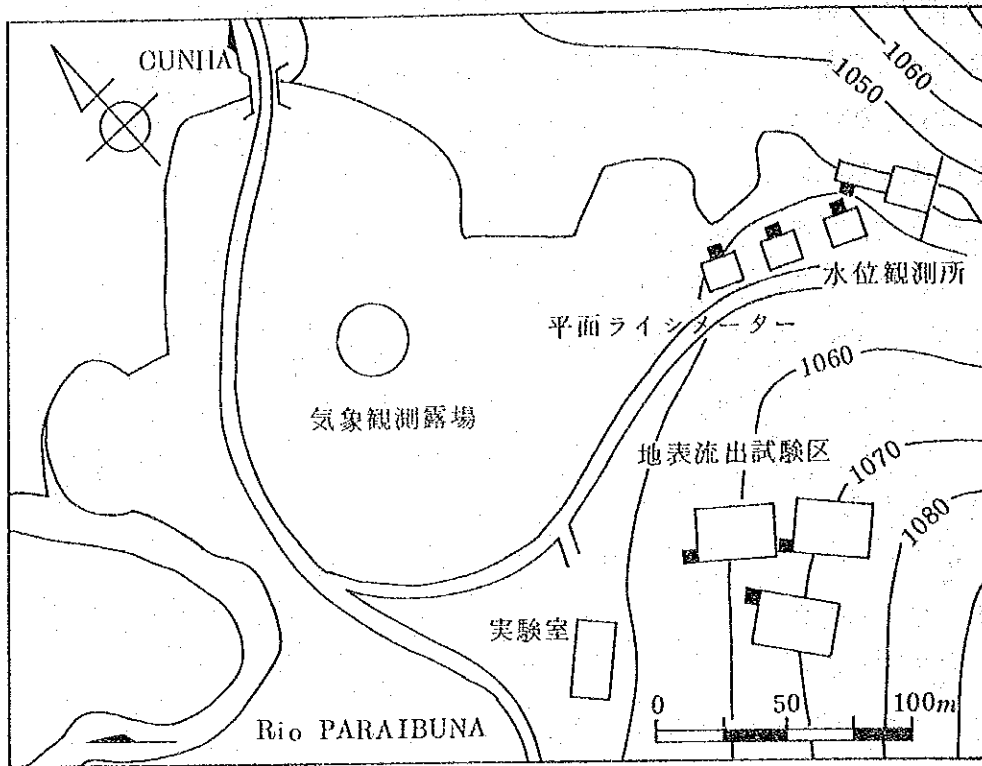 CUNHA
1060
1050
水位観測所
平面ライシメーター
1060
気象観測露場
地表流出試験区
1070
1080
実験室
0 50 100m
Rio PARAIBUNA